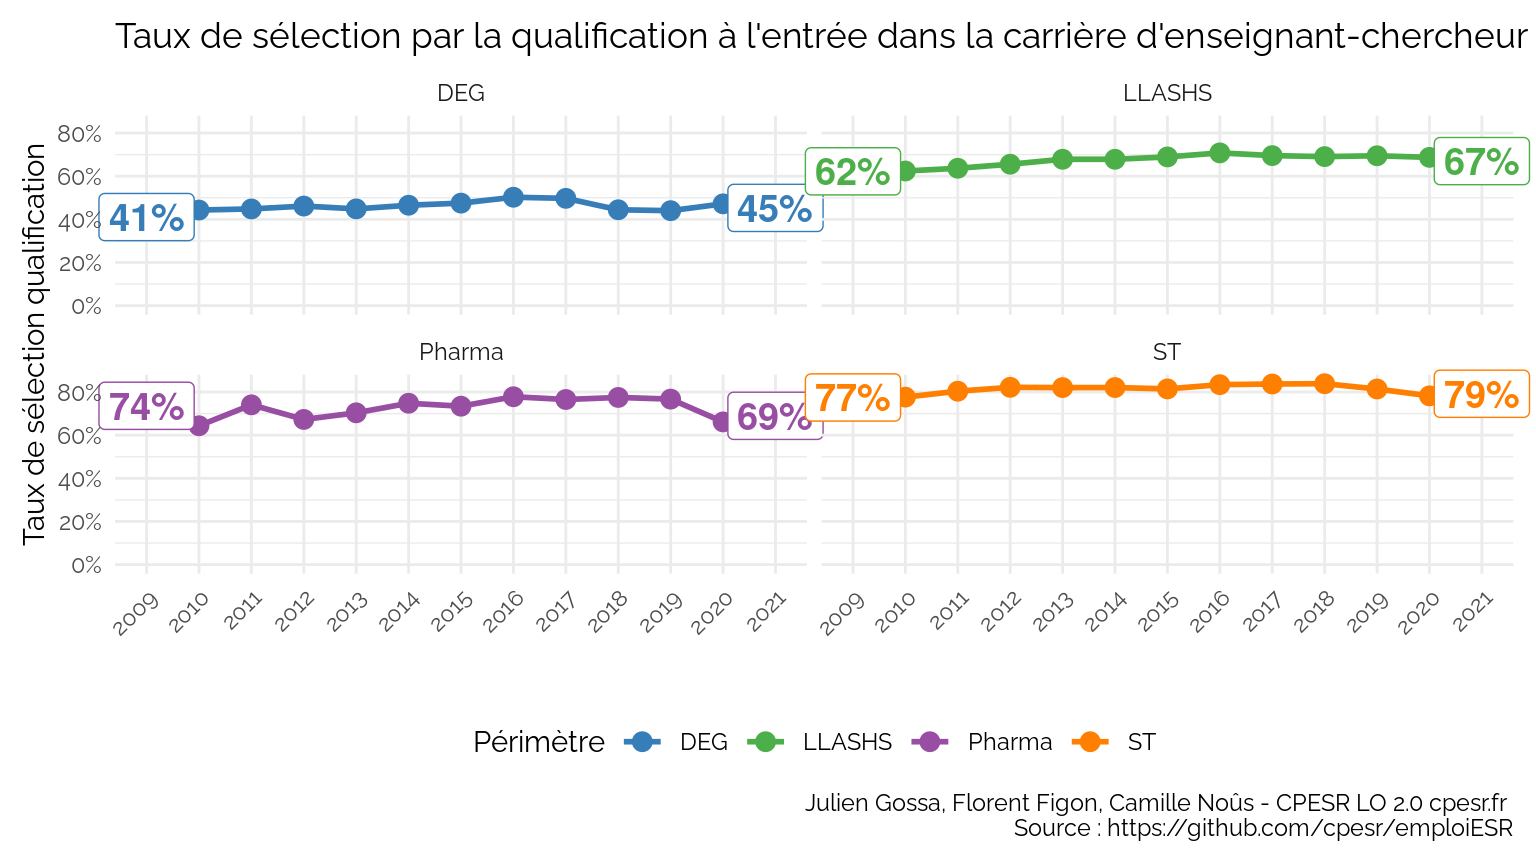 Taux de sélection par la qualification à l'entrée dans la carrière d'enseignant-chercheur
DEG
LLASHS
Taux de sélection qualification
80%
60%
40%
20%
0%
41%
45%
62%
67%
Pharma
ST
80%
60%
40%
20%
0%
74%
69%
77%
79%
2009 2010 2011 2012 2013 2014 2015 2016 2017 2018 2019 2020 2021
2009 2010 2011 2012 2013 2014 2015 2016 2017 2018 2019 2020 2021
Périmètre DEG LLASHS Pharma ST
Julien Gossa, Florent Figon, Camille Noûs - CPESR LO 2.0 cpesr.fr
Source : https://github.com/cpesr/emploiESR